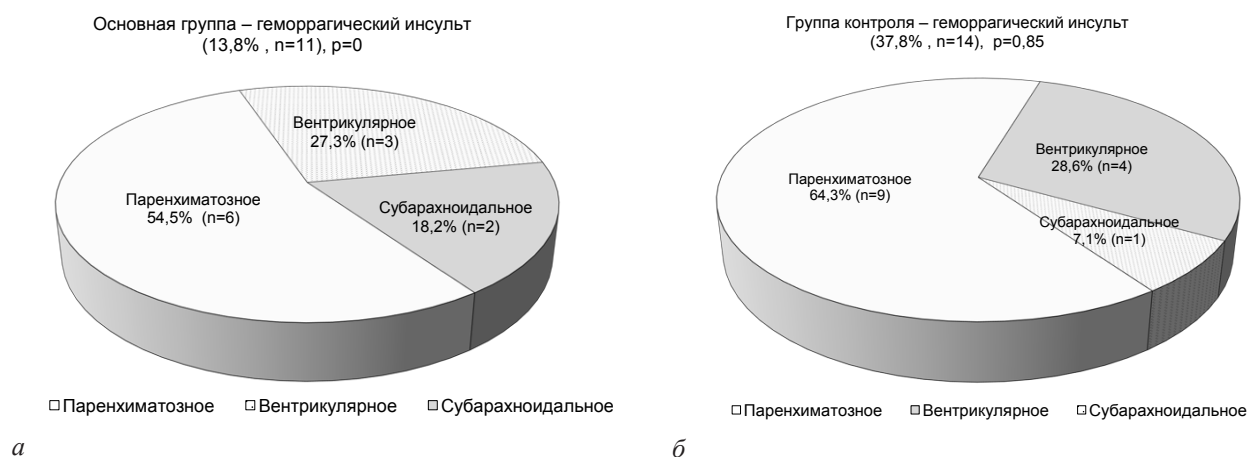 Основная группа – геморрагический инсульт
(13,8% , n=11), p=0
Вентрикулярное
27,3% (n=3)
Паренхиматозное
54,5% (n=6)
Субарахноидальное
18,2% (n=2)
Паренхиматозное Вентрикулярное Субарахноидальное
а
Группа контроля – геморрагический инсульт
(37,8% , n=14), p=0,85
Вентрикулярное
28,6% (n=4)
Паренхиматозное
64,3% (n=9)
Субарахноидальное
7,1% (n=1)
Паренхиматозное Вентрикулярное Субарахноидальное
б